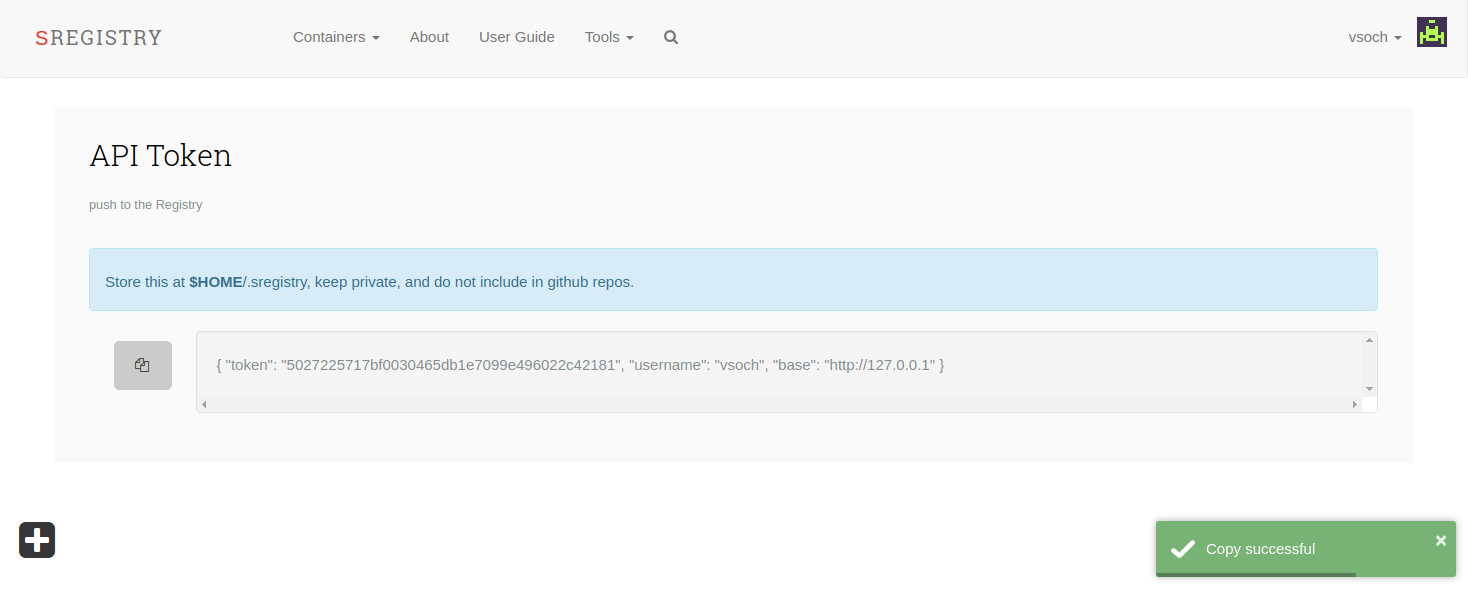 SREGISTRY Containers About User Guide Tools vsoch
API Token
push to the Registry
Store this at $HOME/.sregistry, keep private, and do not include in github repos.
{ "token": "5027225717bf0030465db1e7099e496022c42181", "username": "vsoch", "base": "http://127.0.0.1" }
Copy successful ×